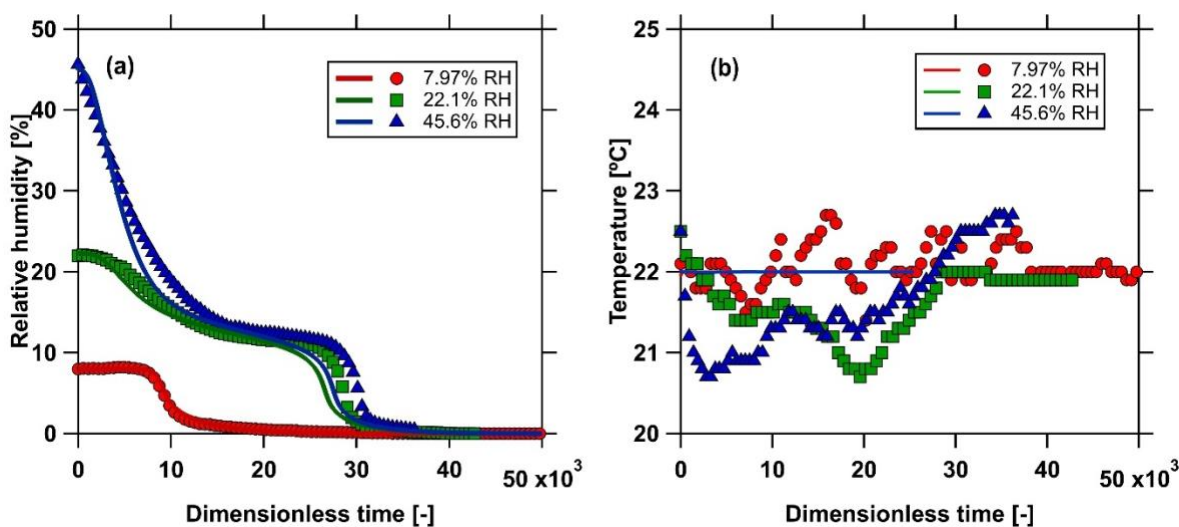 (a)
7.97% RH
22.1% RH
45.6% RH
Relative humidity [%]
50
40
30
20
10
0
0 10 20 30 40 50 x10³
Dimensionless time [-]
(b)
7.97% RH
22.1% RH
45.6% RH
Temperature [ºC]
25
24
23
22
21
20
0 10 20 30 40 50 x10³
Dimensionless time [-]